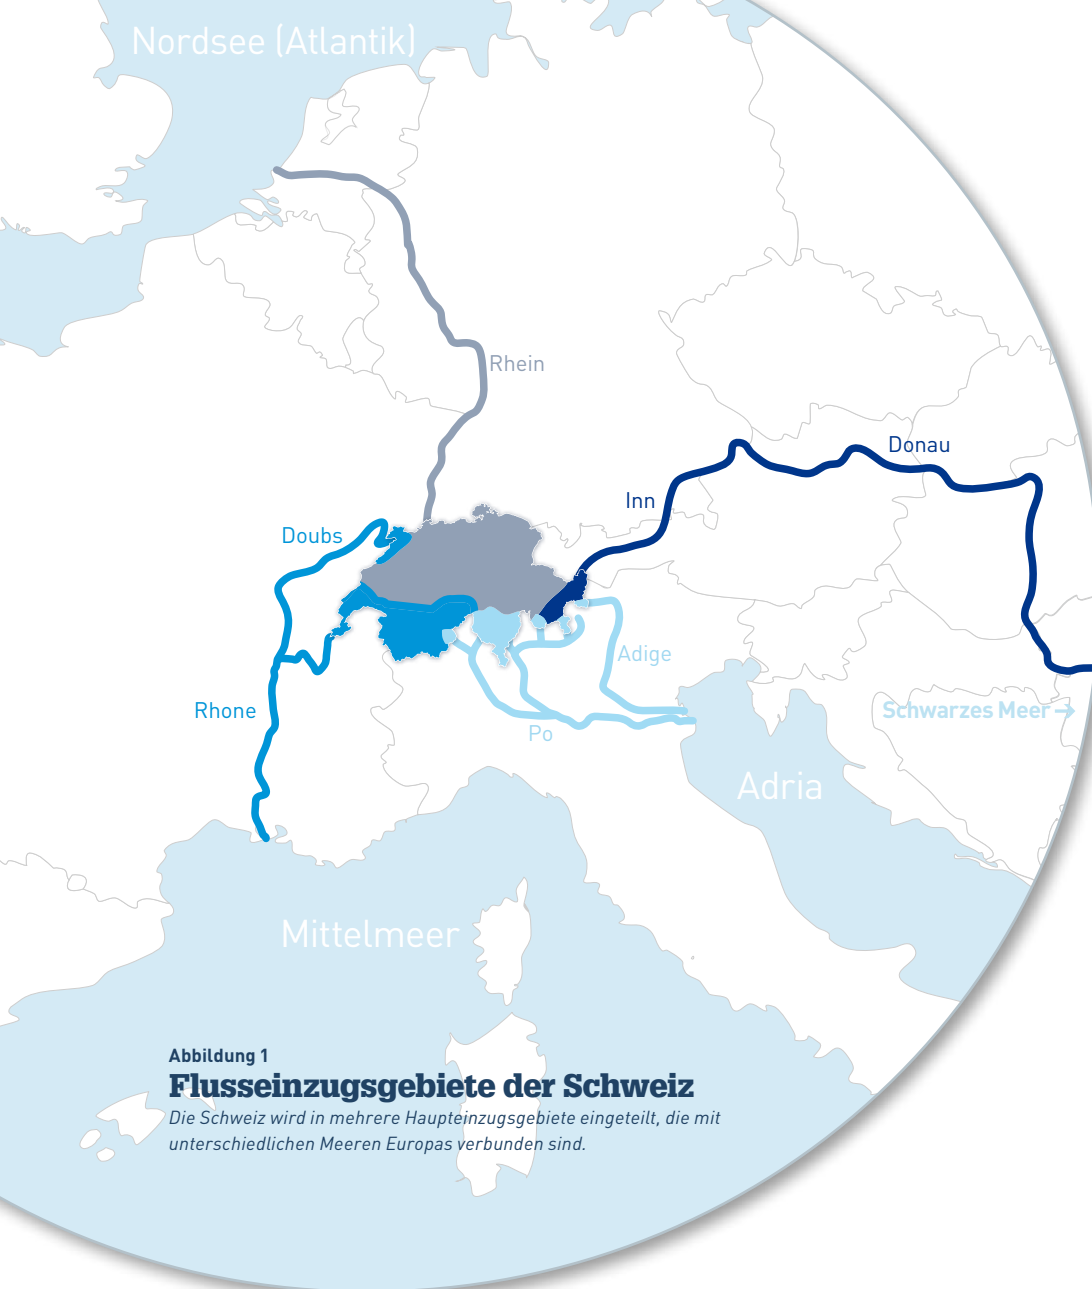 Nordsee (Atlantik)
Rhein
Donau
Inn
Doubs
Adige
Rhone
Schwarzes Meer →
Po
Adria
Mittelmeer
Abbildung 1
Flusseinzugsgebiete der Schweiz
Die Schweiz wird in mehrere Haupteinzugsgebiete eingeteilt, die mit
unterschiedlichen Meeren Europas verbunden sind.